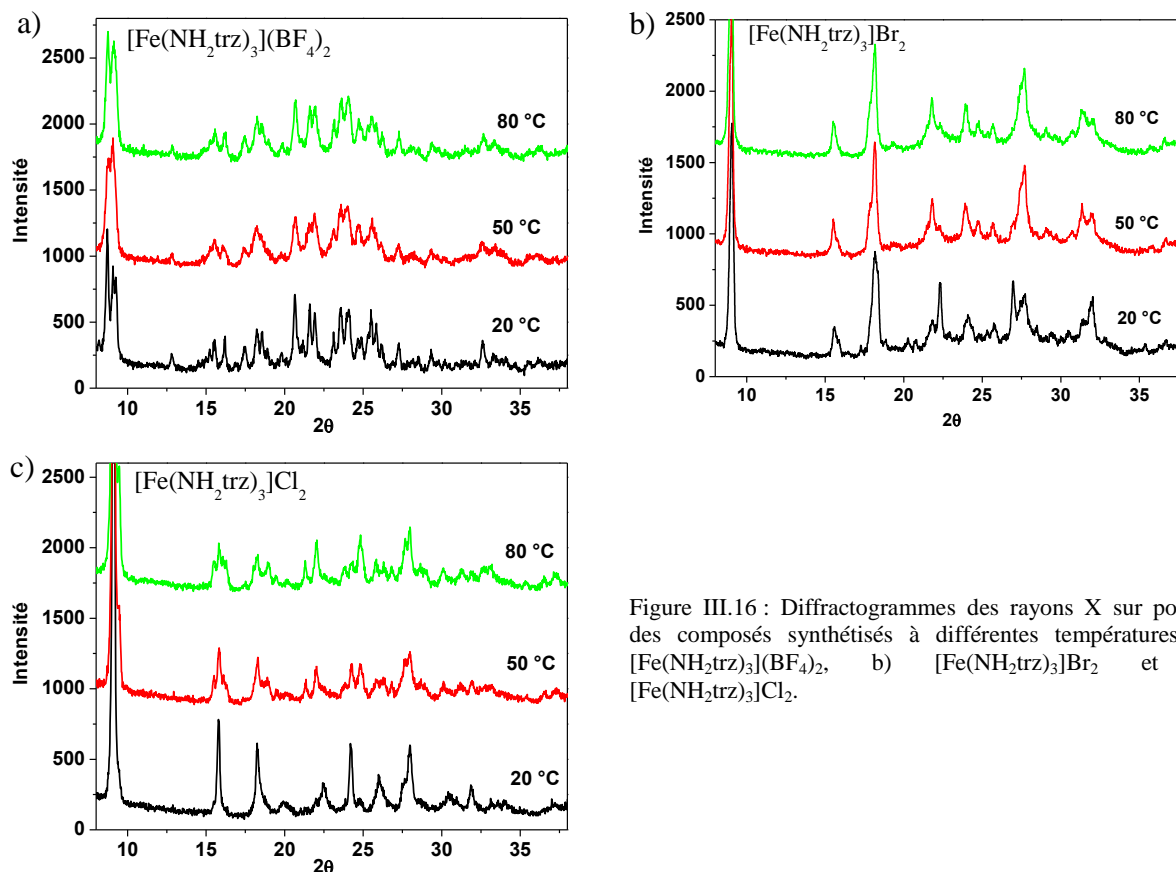 a)
[Fe(NH2trz)3](BF4)2
2500
2000
1500
1000
500
0
Intensité
80 °C
50 °C
20 °C
10 15 20 25 30 35
2θ
b)
[Fe(NH2trz)3]Br2
2500
2000
1500
1000
500
0
Intensité
80 °C
50 °C
20 °C
10 15 20 25 30 35
2θ
c)
[Fe(NH2trz)3]Cl2
2500
2000
1500
1000
500
0
Intensité
80 °C
50 °C
20 °C
10 15 20 25 30 35
2θ
Figure III.16 : Diffractogrammes des rayons X sur po
des composés synthétisés à différentes températures
[Fe(NH2trz)3](BF4)2, b) [Fe(NH2trz)3]Br2 et
[Fe(NH2trz)3]Cl2.